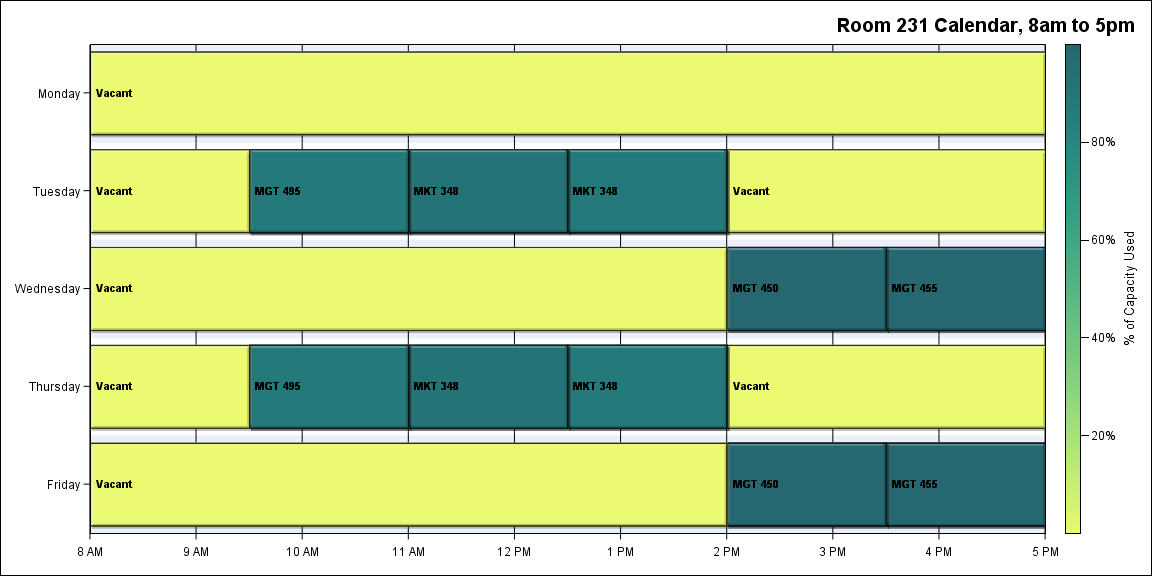 Room 231 Calendar, 8am to 5pm
Monday
Vacant
Tuesday
Vacant
MGT 495
MKT 348
MKT 348
Vacant
Wednesday
Vacant
MGT 450
MGT 455
Thursday
Vacant
MGT 495
MKT 348
MKT 348
Vacant
Friday
Vacant
MGT 450
MGT 455
8 AM
9 AM
10 AM
11 AM
12 PM
1 PM
2 PM
3 PM
4 PM
5 PM
80%
60%
40%
20%
% of Capacity Used